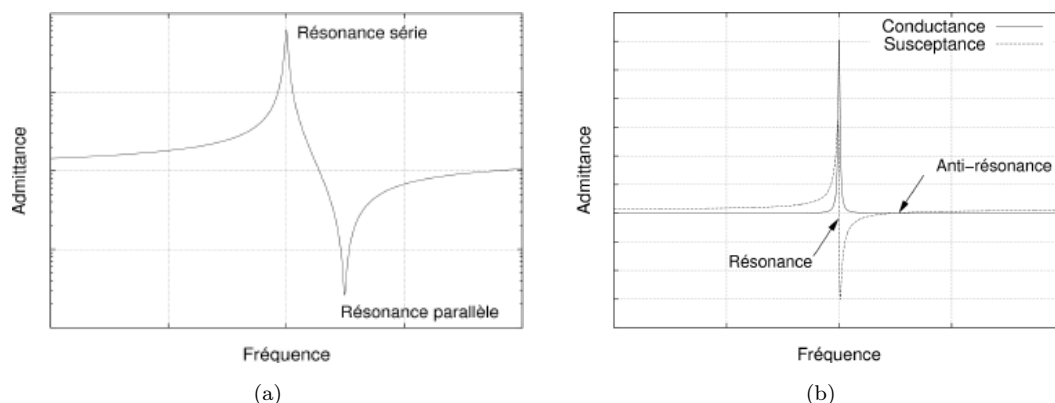 Résonance série
Résonance parallèle
Admittance
Fréquence
(a)
Conductance
Susceptance
Anti-résonance
Résonance
Admittance
Fréquence
(b)